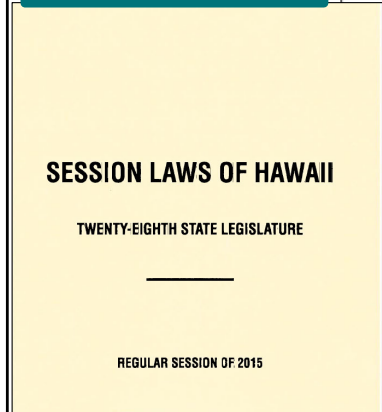 SESSION LAWS OF HAWAII
TWENTY-EIGHTH STATE LEGISLATURE
REGULAR SESSION OF 2015